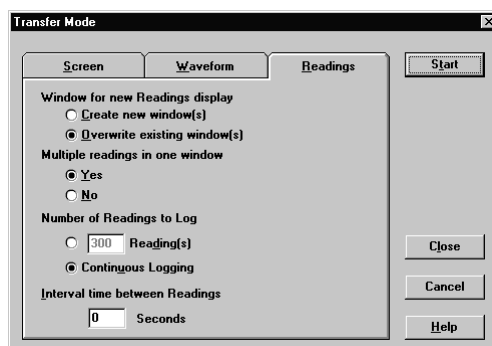 Transfer Mode
Screen Waveform Readings Start
Window for new Readings display
Create new window(s)
Overwrite existing window(s)
Multiple readings in one window
Yes
No
Number of Readings to Log
300 Reading(s)
Continuous Logging
Interval time between Readings
0 Seconds
Close
Cancel
Help